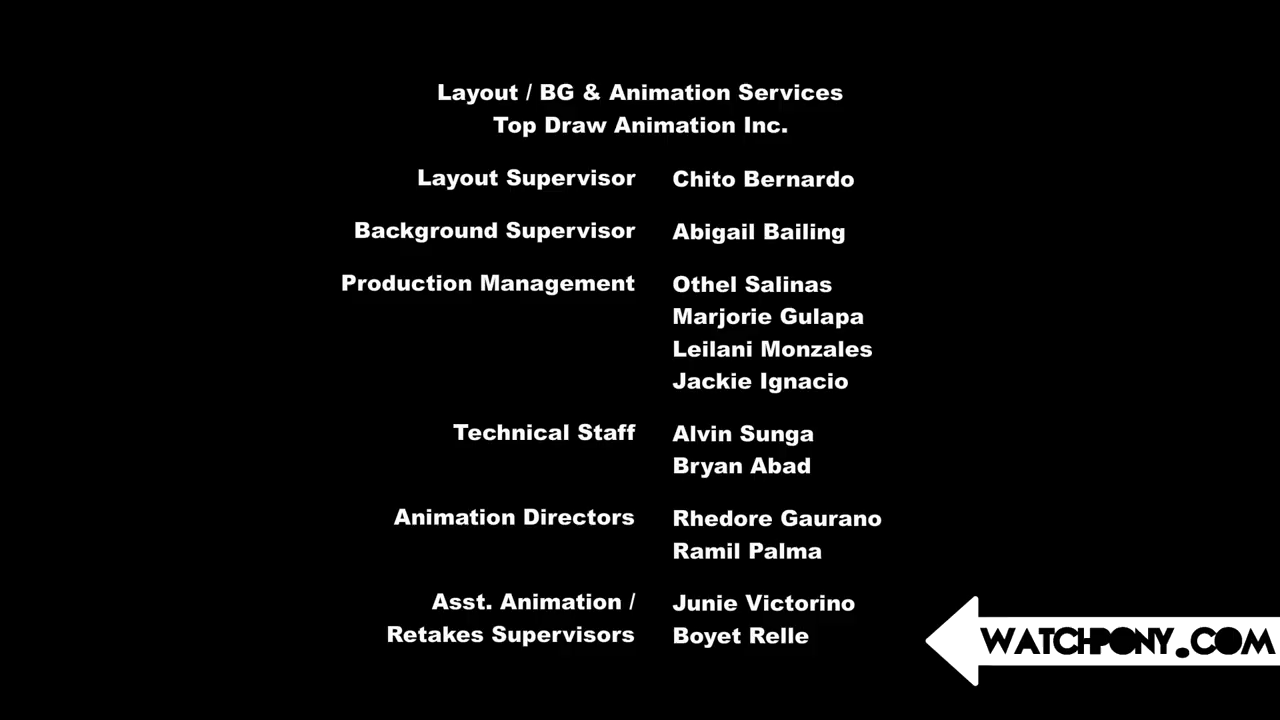 Layout / BG & Animation Services
Top Draw Animation Inc.
Layout Supervisor Chito Bernardo
Background Supervisor Abigail Bailing
Production Management Othel Salinas
Marjorie Gulapa
Leilani Monzales
Jackie Ignacio
Technical Staff Alvin Sunga
Bryan Abad
Animation Directors Rhedore Gaurano
Ramil Palma
Asst. Animation / Junie Victorino
Retakes Supervisors Boyet Relle
WATCHPONY.COM